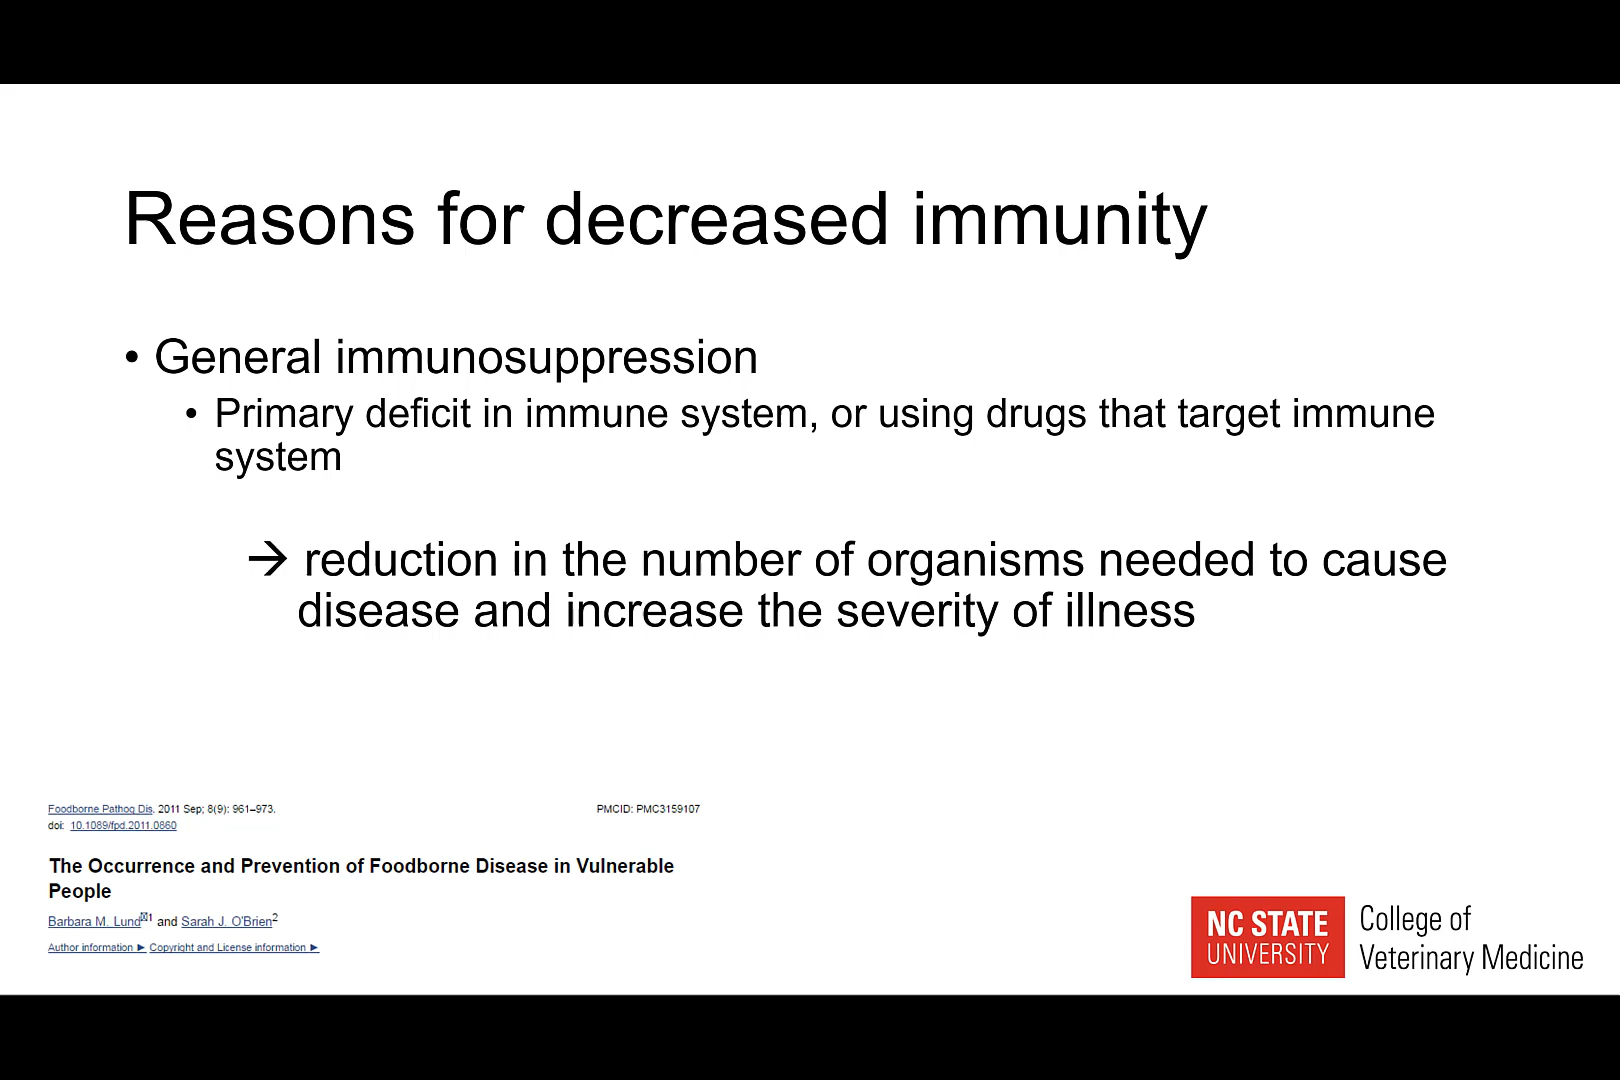 Reasons for decreased immunity
• General immunosuppression
• Primary deficit in immune system, or using drugs that target immune
system
→ reduction in the number of organisms needed to cause
disease and increase the severity of illness
Foodborne Pathog Dis. 2011 Sep; 8(9): 961–973. PMCID: PMC3159107
doi: 10.1089/fpd.2011.0860
The Occurrence and Prevention of Foodborne Disease in Vulnerable
People
Barbara M. Lund✉1 and Sarah J. O'Brien2
Author information ► Copyright and License information ►
NC STATE
UNIVERSITY
College of
Veterinary Medicine